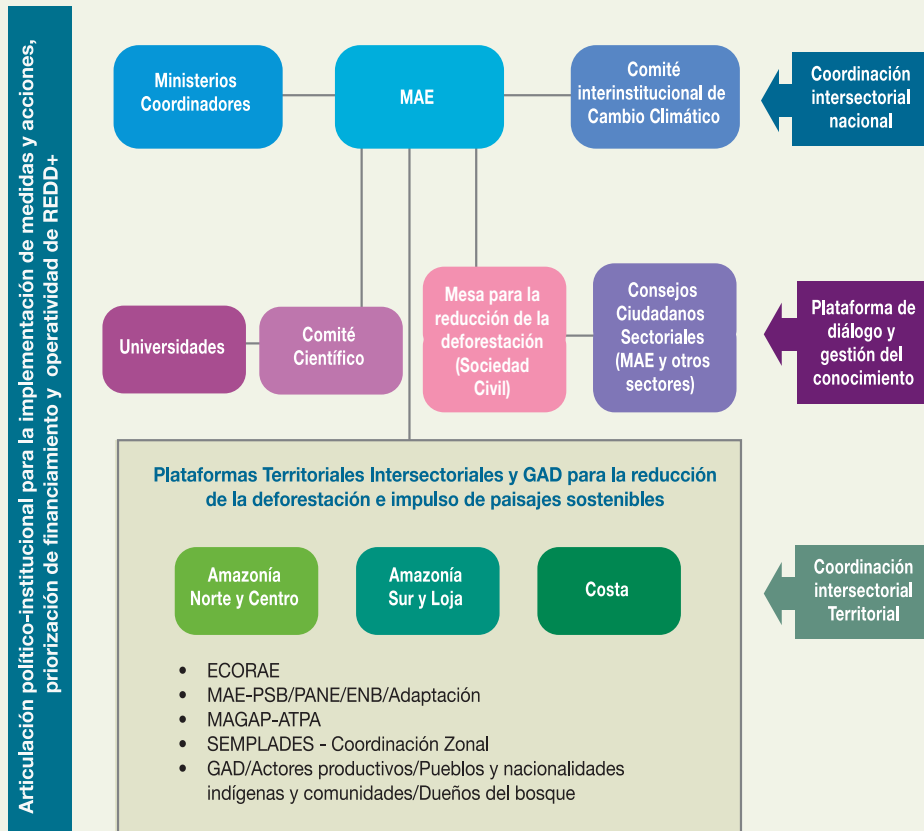 Articulación político-institucional para la implementación de medidas y acciones,
priorización de financiamiento y operatividad de REDD+
Ministerios
Coordinadores
MAE
Comité
interinstitucional de
Cambio Climático
Coordinación
intersectorial
nacional
Universidades
Comité
Científico
Mesa para la
reducción de la
deforestación
(Sociedad
Civil)
Consejos
Ciudadanos
Sectoriales
(MAE y otros
sectores)
Plataforma de
diálogo y
gestión del
conocimiento
Plataformas Territoriales Intersectoriales y GAD para la reducción
de la deforestación e impulso de paisajes sostenibles
Amazonía
Norte y Centro
Amazonía
Sur y Loja
Costa
Coordinación
intersectorial
Territorial
• ECORAE
• MAE-PSB/PANE/ENB/Adaptación
• MAGAP-ATPA
• SEMPLADES - Coordinación Zonal
• GAD/Actores productivos/Pueblos y nacionalidades
indígenas y comunidades/Dueños del bosque